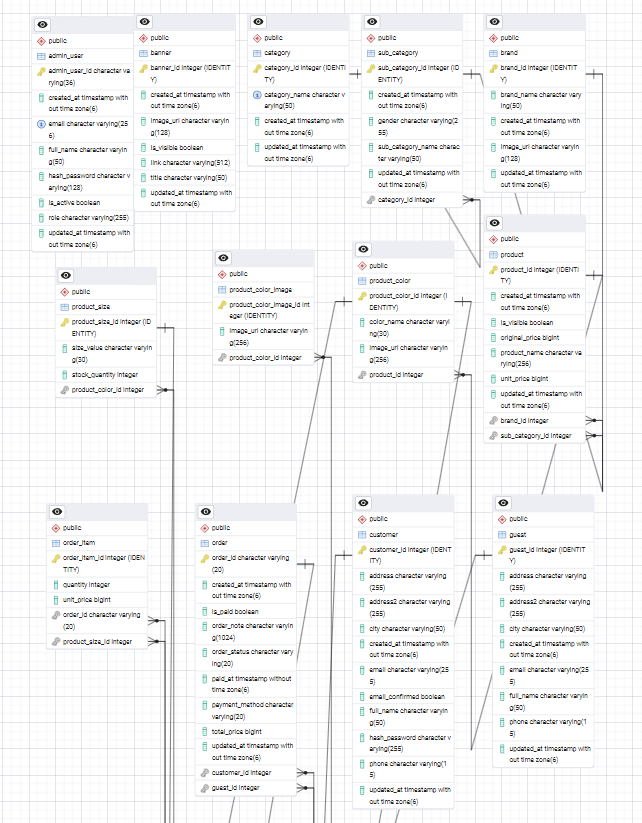 public
admin_user
admin_user_id character va
rying(36)
created_at timestamp with
out time zone(6)
email character varying(25
6)
full_name character varyin
g(50)
hash_password character v
arying(128)
is_active boolean
role character varying(255)
updated_at timestamp with
out time zone(6)
public
banner
banner_id integer (IDENTIT
Y)
created_at timestamp with
out time zone(6)
image_url character varyin
g(128)
is_visible boolean
link character varying(512)
title character varying(50)
updated_at timestamp with
out time zone(6)
public
category
category_id integer (IDENTI
TY)
category_name character v
arying(50)
created_at timestamp with
out time zone(6)
updated_at timestamp with
out time zone(6)
public
sub_category
sub_category_id integer (ID
ENTITY)
created_at timestamp with
out time zone(6)
gender character varying(2
55)
sub_category_name charac
ter varying(50)
updated_at timestamp with
out time zone(6)
category_id integer
public
brand
brand_id integer (IDENTIT
Y)
brand_name character vary
ing(50)
created_at timestamp with
out time zone(6)
image_url character varyin
g(128)
updated_at timestamp with
out time zone(6)
public
product_size
product_size_id integer (ID
ENTITY)
size_value character varyin
g(30)
stock_quantity integer
product_color_id integer
public
product_color_image
product_color_image_id int
eger (IDENTITY)
image_url character varyin
g(256)
product_color_id integer
public
product_color
product_color_id integer (I
DENTITY)
color_name character varyi
ng(30)
image_url character varyin
g(256)
product_id integer
public
product
product_id integer (IDENTI
TY)
created_at timestamp with
out time zone(6)
is_visible boolean
original_price bigint
product_name character va
rying(256)
unit_price bigint
updated_at timestamp with
out time zone(6)
brand_id integer
sub_category_id integer
public
order_item
order_item_id integer (IDEN
TITY)
quantity integer
unit_price bigint
order_id character varying
(20)
product_size_id integer
public
order
order_id character varying
(20)
created_at timestamp with
out time zone(6)
is_paid boolean
order_note character varyin
g(1024)
order_status character vary
ing(20)
paid_at timestamp without
time zone(6)
payment_method character
varying(20)
total_price bigint
updated_at timestamp with
out time zone(6)
customer_id integer
guest_id integer
public
customer
customer_id integer (IDENT
ITY)
address character varying
(255)
address2 character varying
(255)
city character varying(50)
created_at timestamp with
out time zone(6)
email character varying(25
5)
email_confirmed boolean
full_name character varyin
g(50)
hash_password character v
arying(255)
phone character varying(1
5)
updated_at timestamp with
out time zone(6)
public
guest
guest_id integer (IDENTIT
Y)
address character varying
(255)
address2 character varying
(255)
city character varying(50)
created_at timestamp with
out time zone(6)
email character varying(25
5)
full_name character varyin
g(50)
phone character varying(1
5)
updated_at timestamp with
out time zone(6)